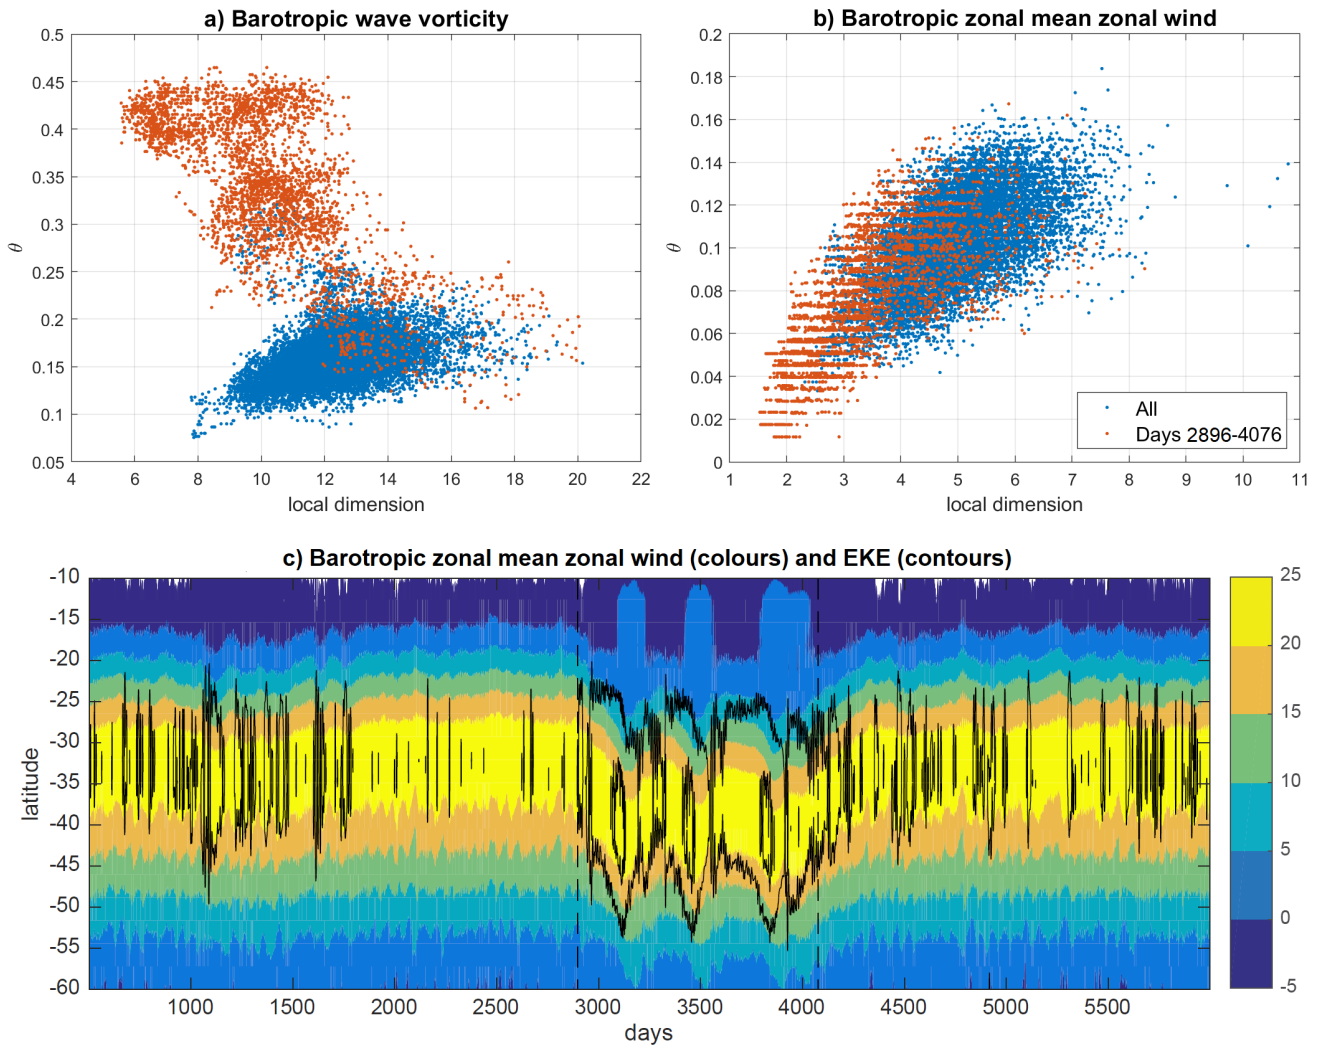 a) Barotropic wave vorticity
0.5
0.45
0.4
0.35
0.3
0.25
0.2
0.15
0.1
0.05
θ
4 6 8 10 12 14 16 18 20 22
local dimension
b) Barotropic zonal mean zonal wind
0.2
0.18
0.16
0.14
0.12
0.1
0.08
0.06
0.04
0.02
0
θ
All
Days 2896-4076
1 2 3 4 5 6 7 8 9 10 11
local dimension
c) Barotropic zonal mean zonal wind (colours) and EKE (contours)
-10
-15
-20
-25
-30
-35
-40
-45
-50
-55
-60
latitude
1000 1500 2000 2500 3000 3500 4000 4500 5000 5500
days
25
20
15
10
5
0
-5